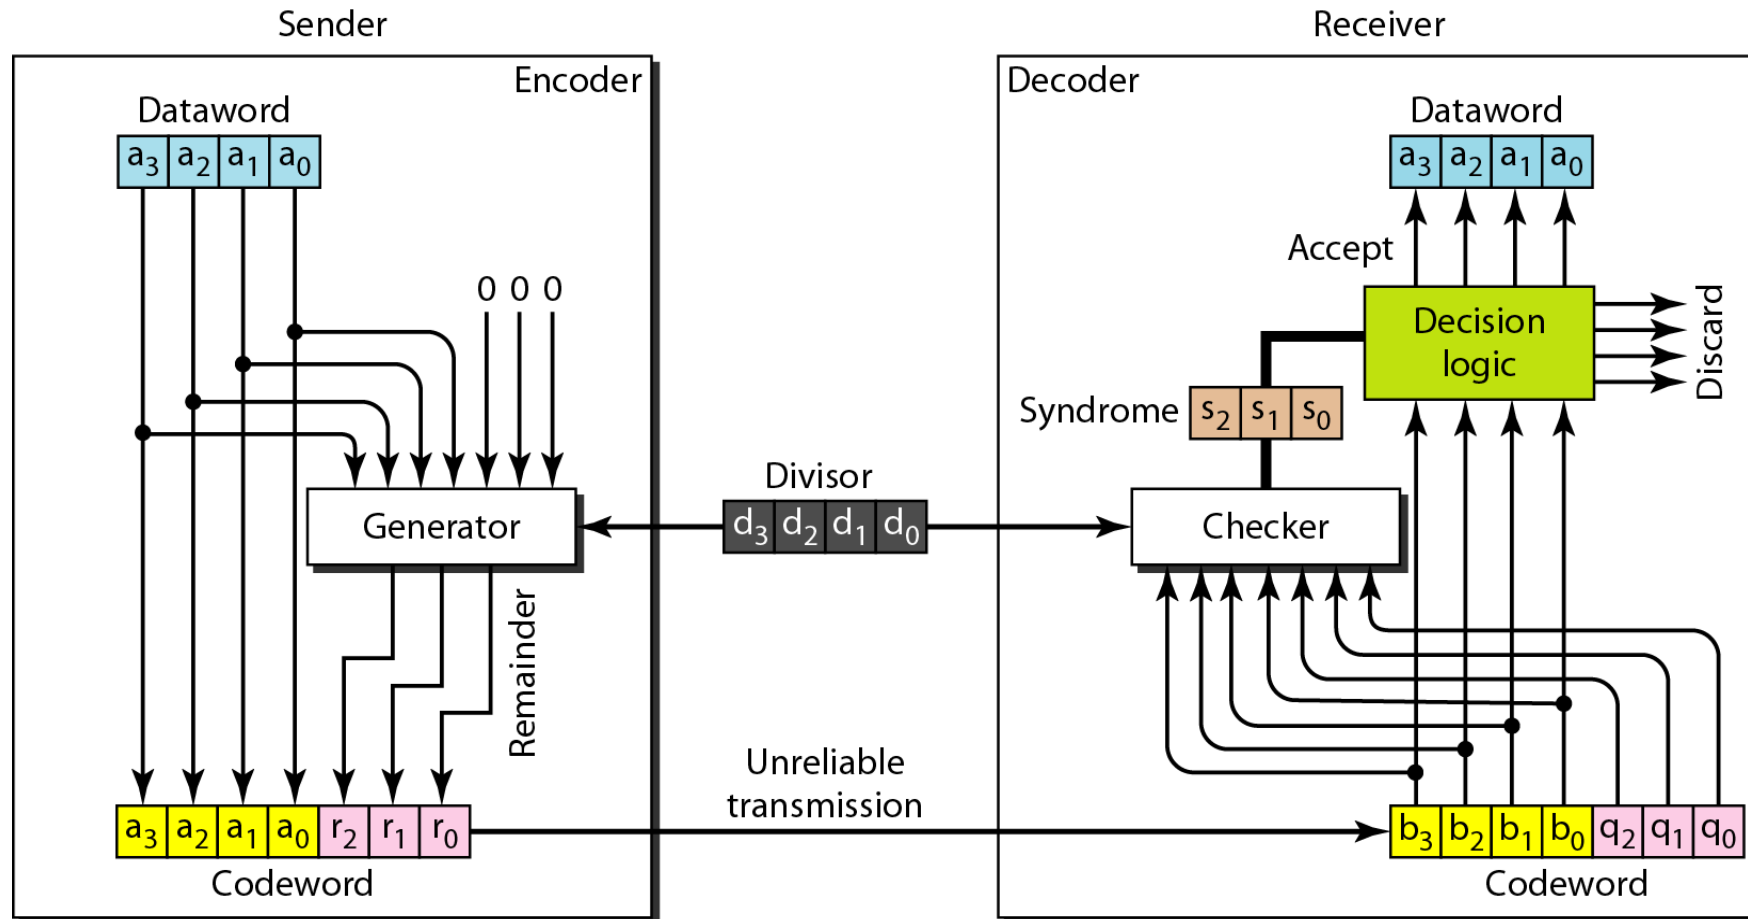 Sender
Receiver
Encoder
Decoder
Dataword
a3 a2 a1 a0
0 0 0
Generator
Remainder
a3 a2 a1 a0 r2 r1 r0
Codeword
Divisor
d3 d2 d1 d0
Unreliable
transmission
Dataword
a3 a2 a1 a0
Accept
Decision
logic
Discard
Syndrome
s2 s1 s0
Checker
b3 b2 b1 b0 q2 q1 q0
Codeword